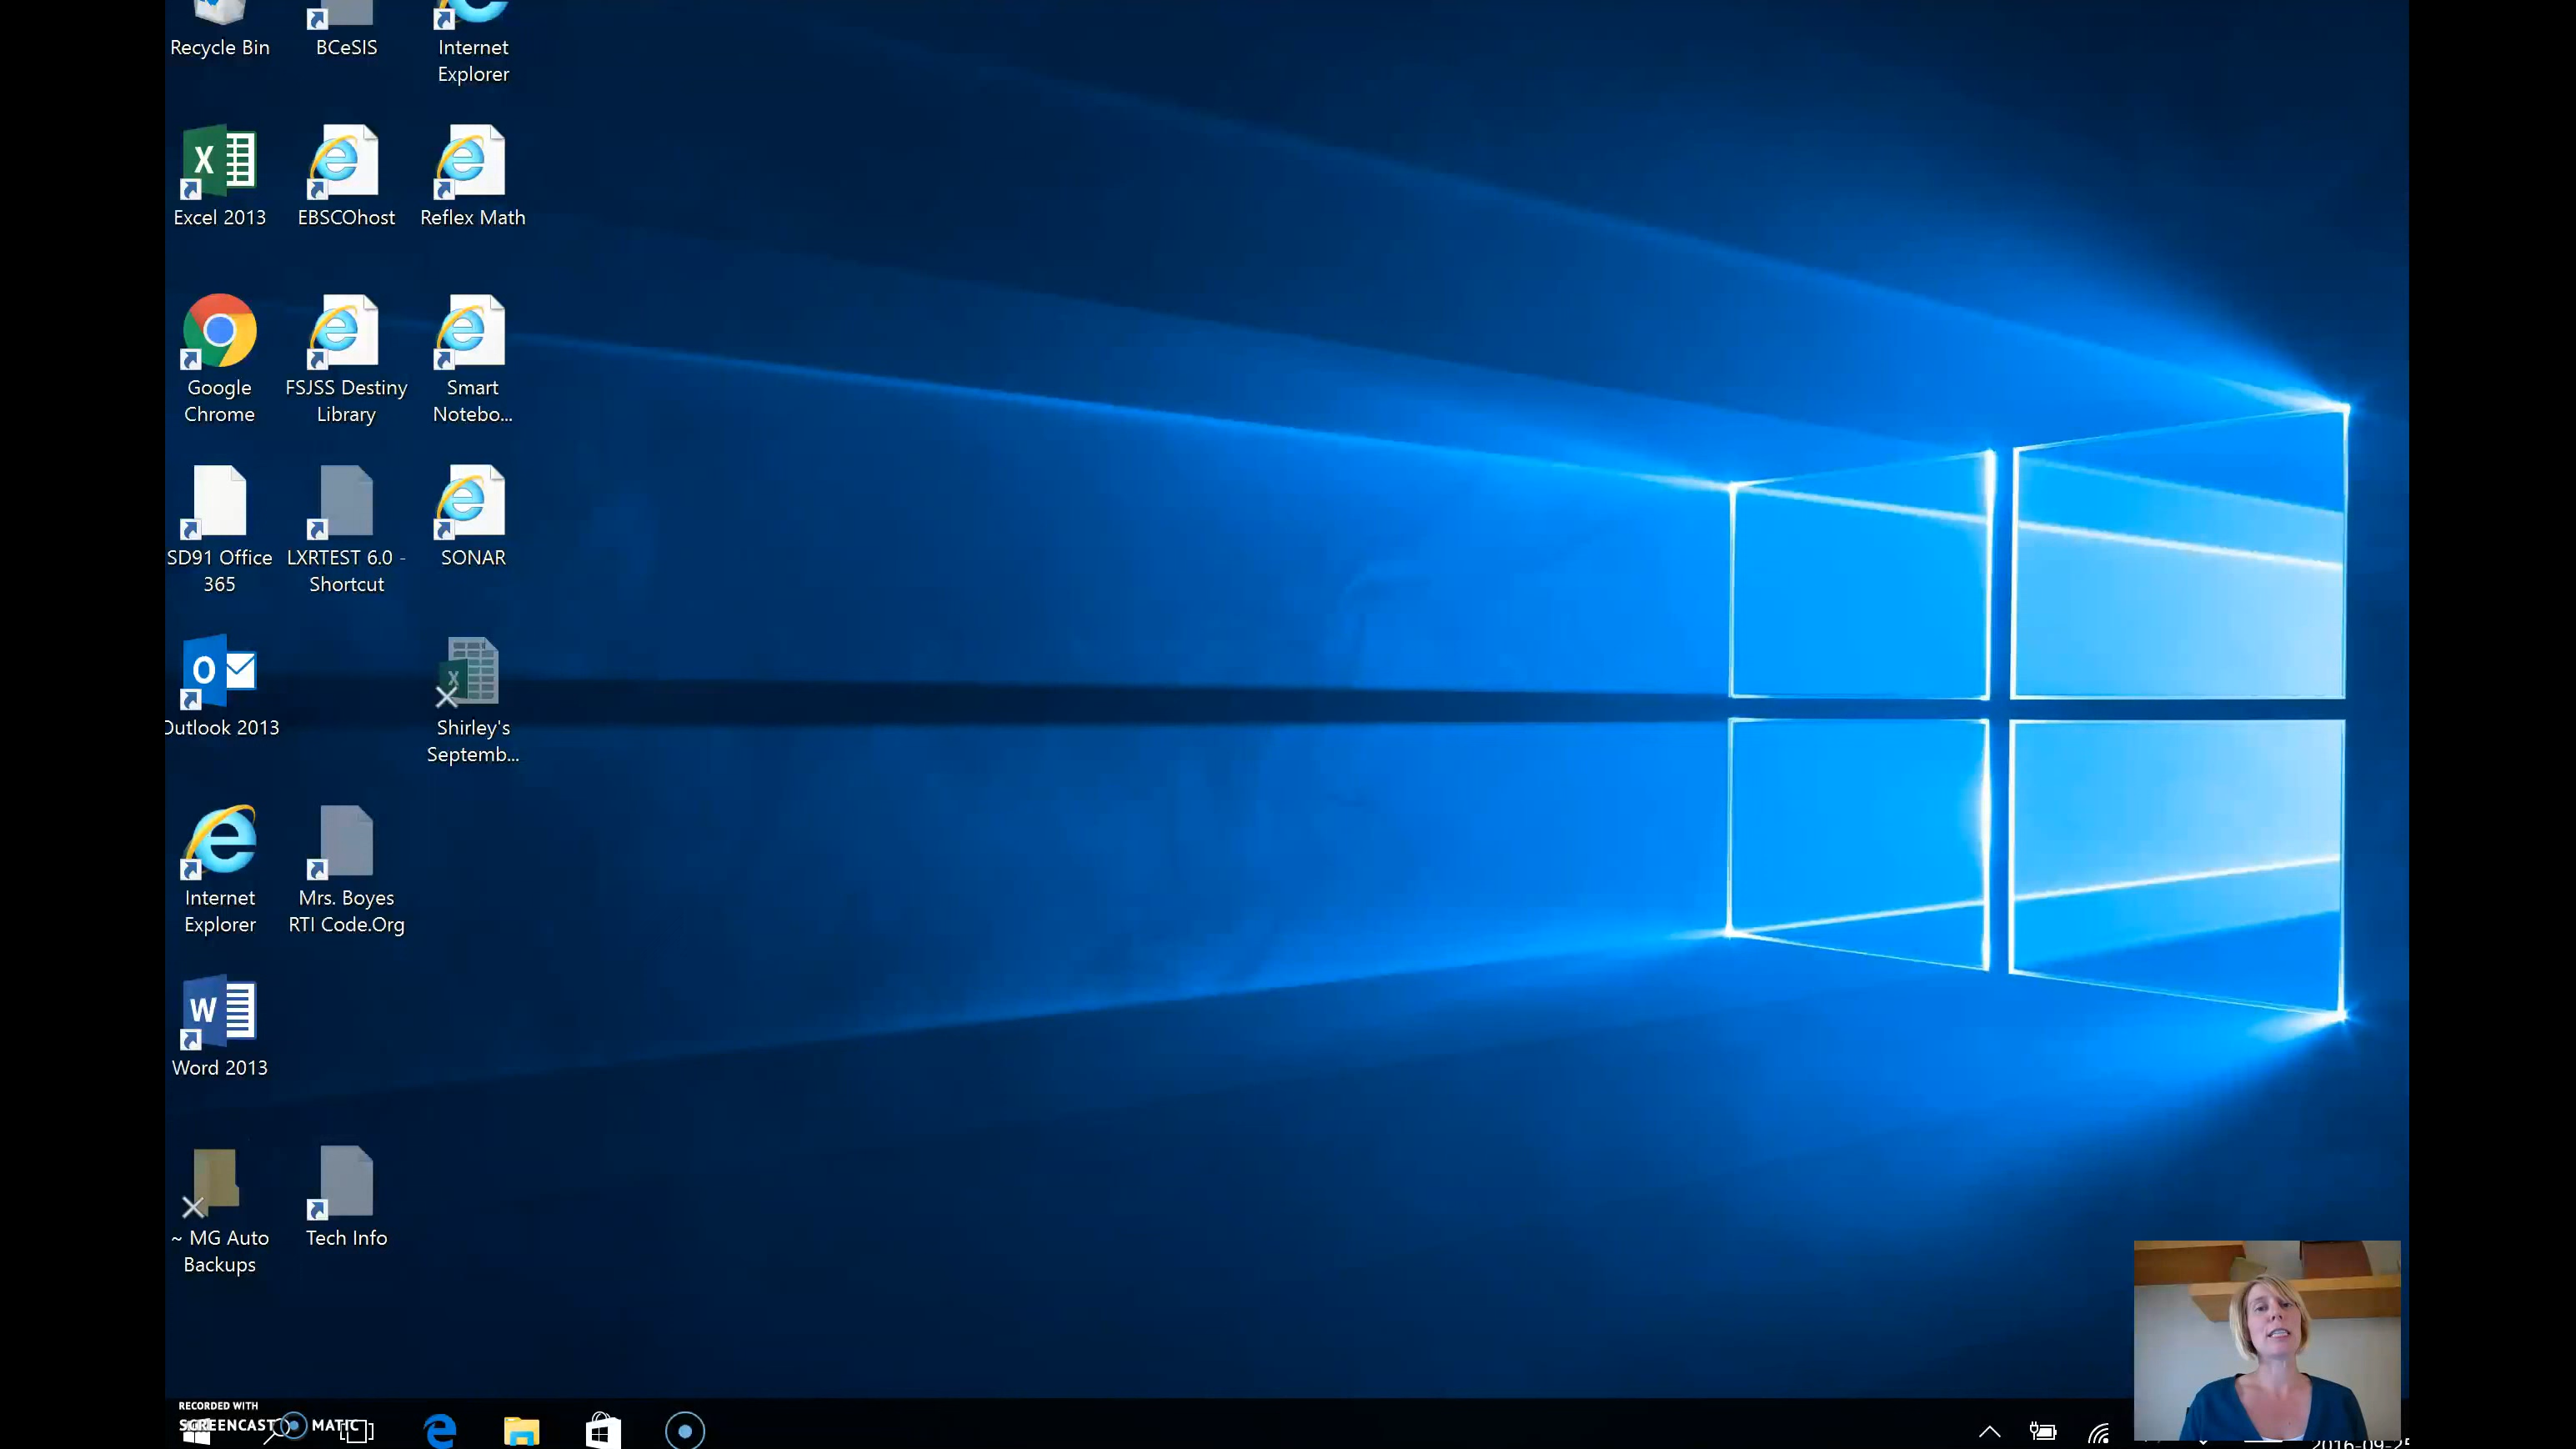 Recycle Bin
BCeSIS
Internet
Explorer
Excel 2013
EBSCOhost
Reflex Math
Google
Chrome
FSJSS Destiny
Library
Smart
Notebo...
SD91 Office
365
LXRTEST 6.0 -
Shortcut
SONAR
Outlook 2013
Shirley's
Septemb...
Internet
Explorer
Mrs. Boyes
RTI Code.Org
Word 2013
~ MG Auto
Backups
Tech Info
RECORDED WITH
SCREENCAST MATIC